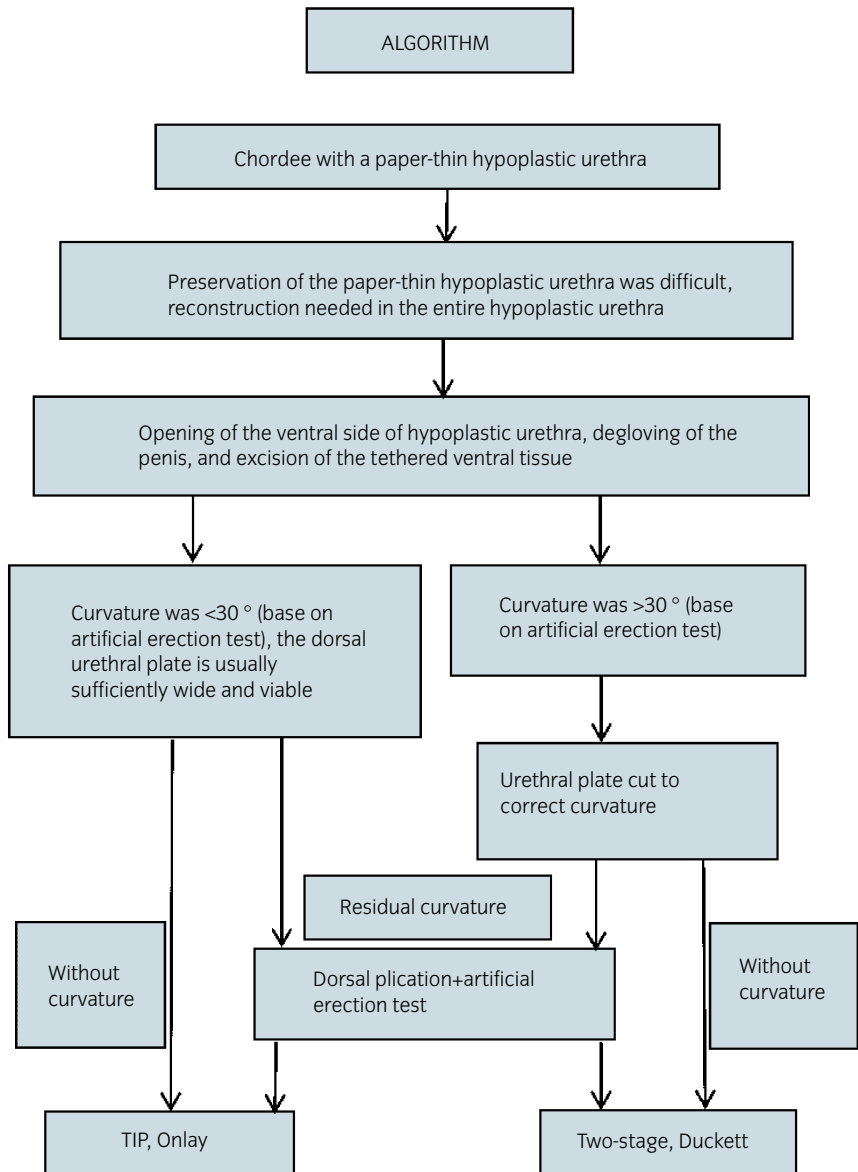 ALGORITHM
Chordee with a paper-thin hypoplastic urethra
Preservation of the paper-thin hypoplastic urethra was difficult,
reconstruction needed in the entire hypoplastic urethra
Opening of the ventral side of hypoplastic urethra, degloving of the
penis, and excision of the tethered ventral tissue
Curvature was <30 ° (base on
artificial erection test), the dorsal
urethral plate is usually
sufficiently wide and viable
Curvature was >30 ° (base
on artificial erection test)
Urethral plate cut to
correct curvature
Residual curvature
Without
curvature
Dorsal plication+artificial
erection test
Without
curvature
TIP, Onlay
Two-stage, Duckett